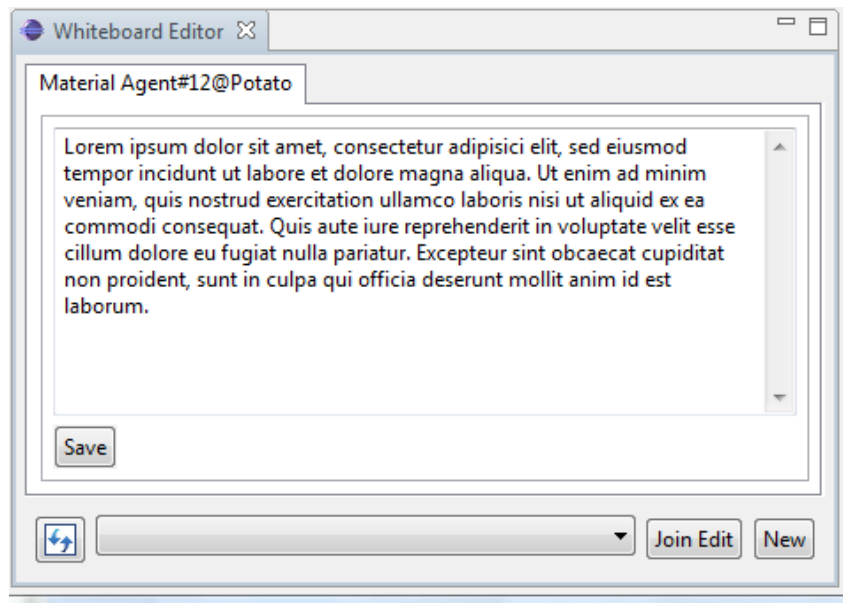 Whiteboard Editor
Material Agent#12@Potato
Lorem ipsum dolor sit amet, consectetur adipisici elit, sed eiusmod
tempor incidunt ut labore et dolore magna aliqua. Ut enim ad minim
veniam, quis nostrud exercitation ullamco laboris nisi ut aliquid ex ea
commodi consequat. Quis aute iure reprehenderit in voluptate velit esse
cillum dolore eu fugiat nulla pariatur. Excepteur sint obcaecat cupiditat
non proident, sunt in culpa qui officia deserunt mollit anim id est
laborum.
Save
Join Edit New